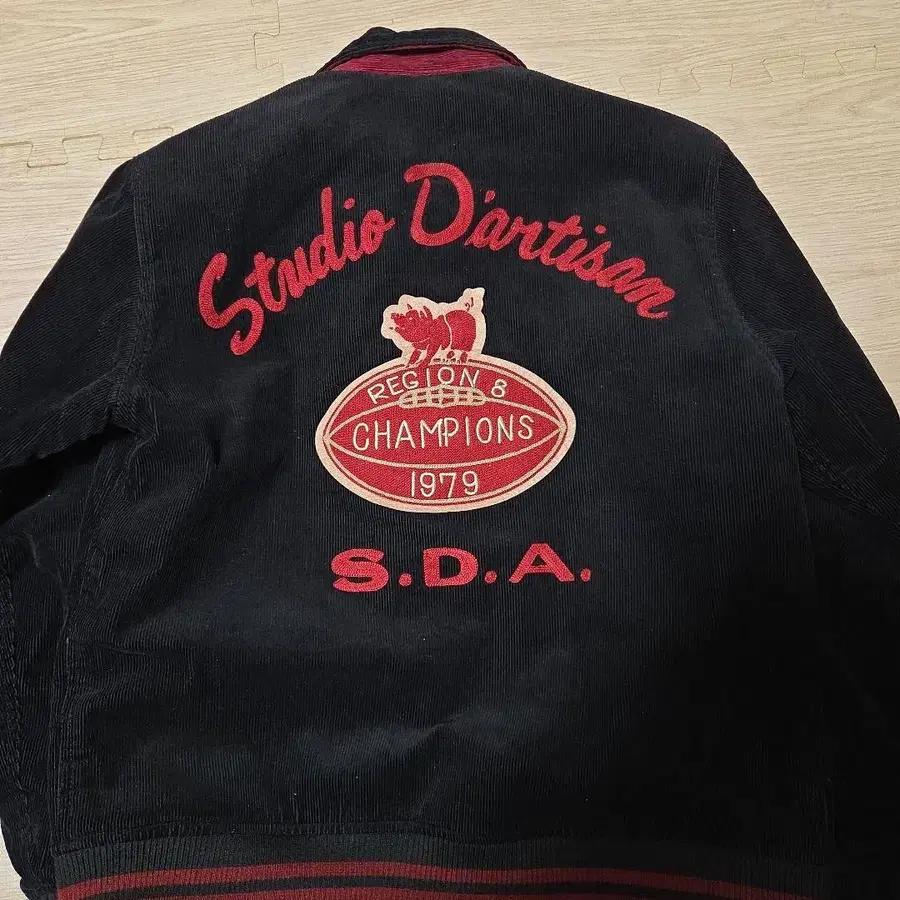 Studio D'artisan
REGION 8
CHAMPIONS
1979
S.D.A.